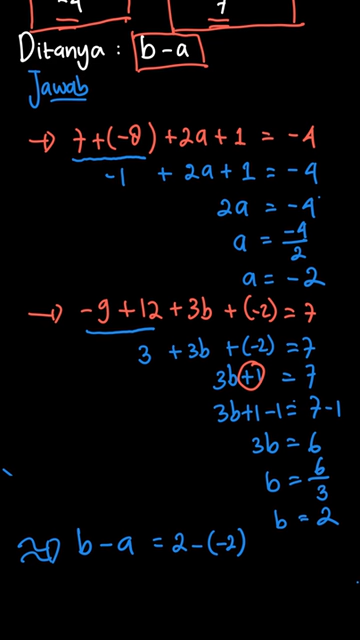 -4 7
Ditanya : b - a
Jawab
→ 7 + (-8) + 2a + 1 = -4
-1 + 2a + 1 = -4
2a = -4
a = -4/2
a = -2
→ -9 + 12 + 3b + (-2) = 7
3 + 3b + (-2) = 7
3b + 1 = 7
3b + 1 - 1 = 7 - 1
3b = 6
b = 6/3
b = 2
b - a = 2 - (-2)